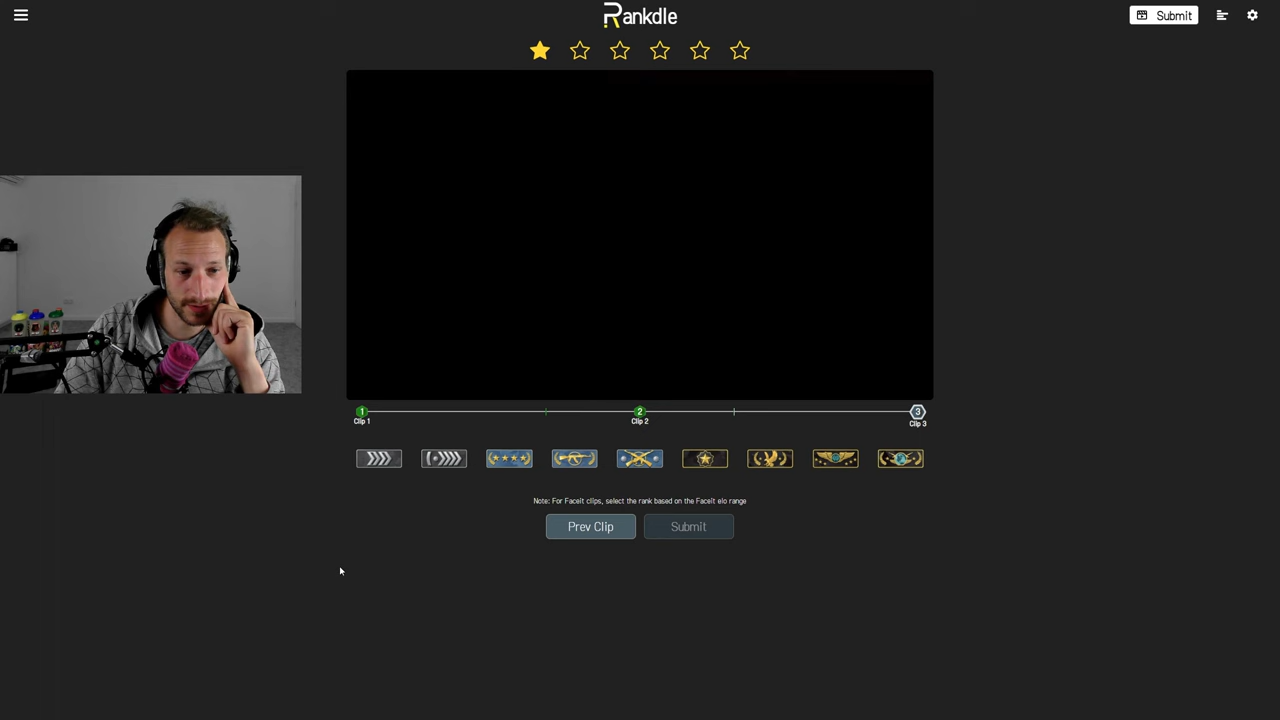 Rankdle
Submit
1 2 3
Clip 1 Clip 2 Clip 3
Note: For Faceit clips, select the rank based on the Faceit elo range
Prev Clip Submit